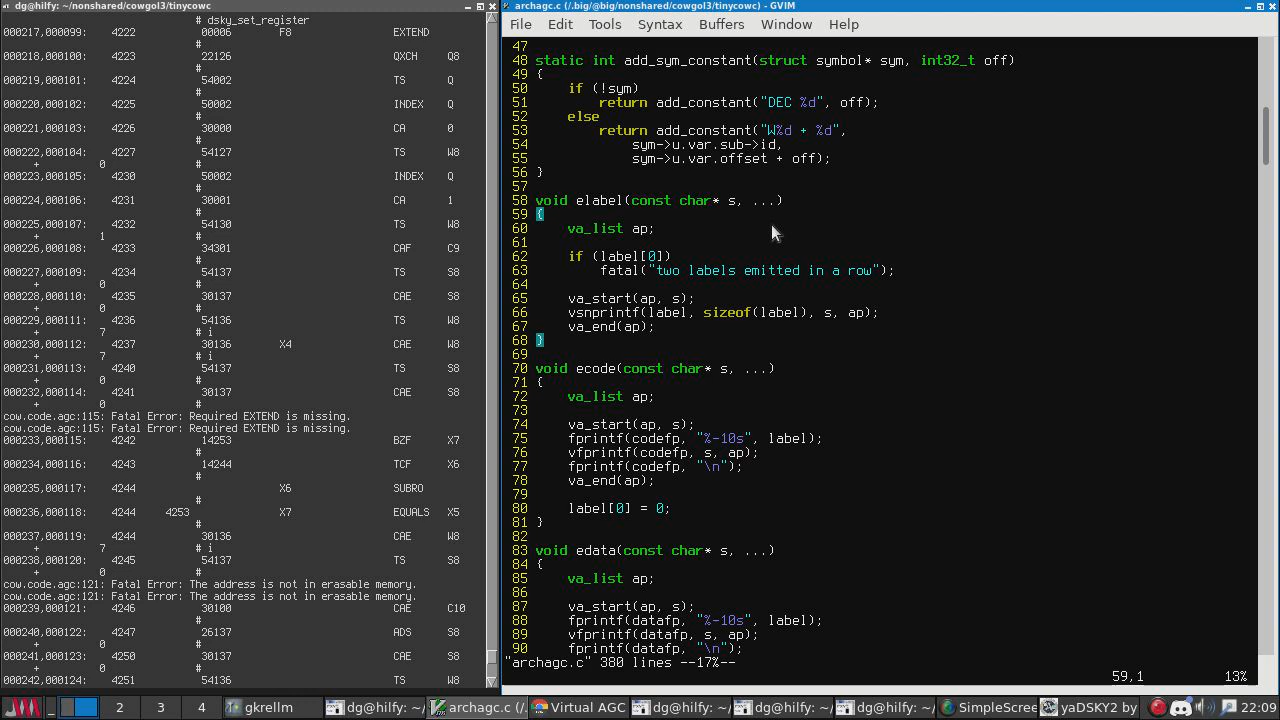 dg@hilfy: /nonshared/cowgol3/tinycowc
# dsky_set_register
000217,000099: 4222 00006 F8 EXTEND
#
000218,000100: 4223 22126 QXCH Q8
#
000219,000101: 4224 54002 TS Q
#
000220,000102: 4225 50002 INDEX Q
#
000221,000103: 4226 30000 CA 0
#
000222,000104: 4227 54127 TS W8
+ 0 #
000223,000105: 4230 50002 INDEX Q
#
000224,000106: 4231 30001 CA 1
#
000225,000107: 4232 54130 TS W8
+ 1 #
000226,000108: 4233 34301 CAF C9
#
000227,000109: 4234 54137 TS S8
+ 0 #
000228,000110: 4235 30137 CAE S8
+ 0 #
000229,000111: 4236 54136 TS W8
+ 7 # i
000230,000112: 4237 30136 X4 CAE W8
+ 7 # i
000231,000113: 4240 54137 TS S8
+ 0 #
000232,000114: 4241 30137 CAE S8
+ 0 #
cow.code.agc:115: Fatal Error: Required EXTEND is missing.
cow.code.agc:115: Fatal Error: Required EXTEND is missing.
000233,000115: 4242 14253 BZF X7
#
000234,000116: 4243 14244 TCF X6
#
000235,000117: 4244 X6 SUBRO
#
000236,000118: 4244 4253 X7 EQUALS X5
#
000237,000119: 4244 30136 CAE W8
+ 7 # i
000238,000120: 4245 54137 TS S8
+ 0 #
cow.code.agc:121: Fatal Error: The address is not in erasable memory.
cow.code.agc:121: Fatal Error: The address is not in erasable memory.
000239,000121: 4246 30100 CAE C10
#
000240,000122: 4247 26137 ADS S8
+ 0 #
000241,000123: 4250 30137 CAE S8
+ 0 #
000242,000124: 4251 54136 TS W8
archagc.c (/.big/@big/nonshared/cowgol3/tinycowc) - GVIM
File Edit Tools Syntax Buffers Window Help
47
48 static int add_sym_constant(struct symbol* sym, int32_t off)
49 {
50     if (!sym)
51         return add_constant("DEC %d", off);
52     else
53         return add_constant("W%d + %d",
54             sym->u.var.sub->id,
55             sym->u.var.offset + off);
56 }
57
58 void elabel(const char* s, ...)
59 {
60     va_list ap;
61
62     if (label[0])
63         fatal("two labels emitted in a row");
64
65     va_start(ap, s);
66     vsnprintf(label, sizeof(label), s, ap);
67     va_end(ap);
68 }
69
70 void ecode(const char* s, ...)
71 {
72     va_list ap;
73
74     va_start(ap, s);
75     fprintf(codefp, "%-10s", label);
76     vfprintf(codefp, s, ap);
77     fprintf(codefp, "\n");
78     va_end(ap);
79
80     label[0] = 0;
81 }
82
83 void edata(const char* s, ...)
84 {
85     va_list ap;
86
87     va_start(ap, s);
88     fprintf(datafp, "%-10s", label);
89     vfprintf(datafp, s, ap);
90     fprintf(datafp, "\n");
"archagc.c" 380 lines --17%--
59,1 13%
2 3 4 gkrellm dg@hilfy: ~/ archagc.c (/. Virtual AGC dg@hilfy: ~/ dg@hilfy: ~/ dg@hilfy: ~/ SimpleScree yaDSKY2 by 22:09